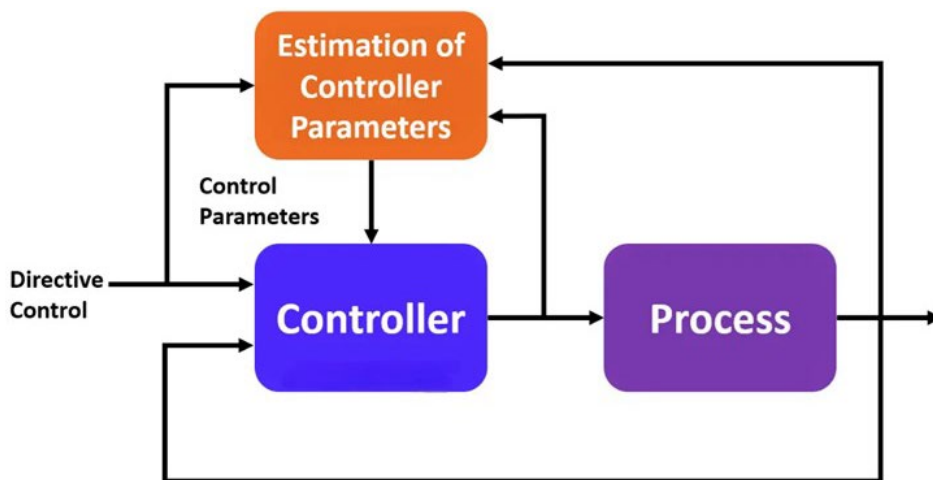 Estimation of
Controller
Parameters
Control
Parameters
Directive
Control
Controller
Process